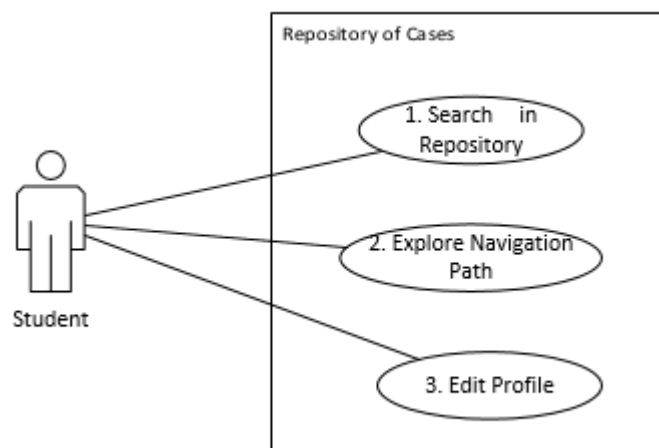 Repository of Cases
1. Search in
Repository
2. Explore Navigation
Path
Student
3. Edit Profile